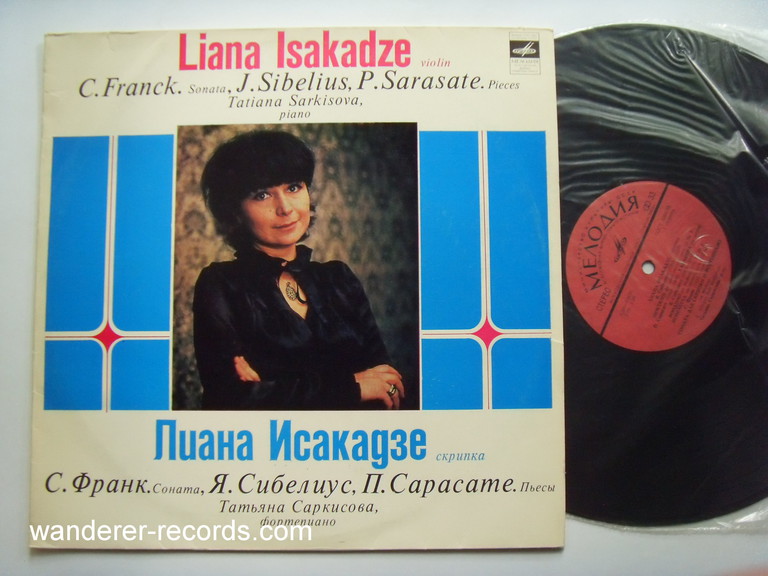 Liana Isakadze violin
C.Franck. Sonata, J.Sibelius, P.Sarasate. Pieces
Tatiana Sarkisova,
piano
Лиана Исакадзе скрипка
С.Франк. Соната, Я.Сибелиус, П.Сарасате. Пьесы
Татьяна Саркисова,
фортепиано
wanderer-records.com
МЕЛОДИЯ